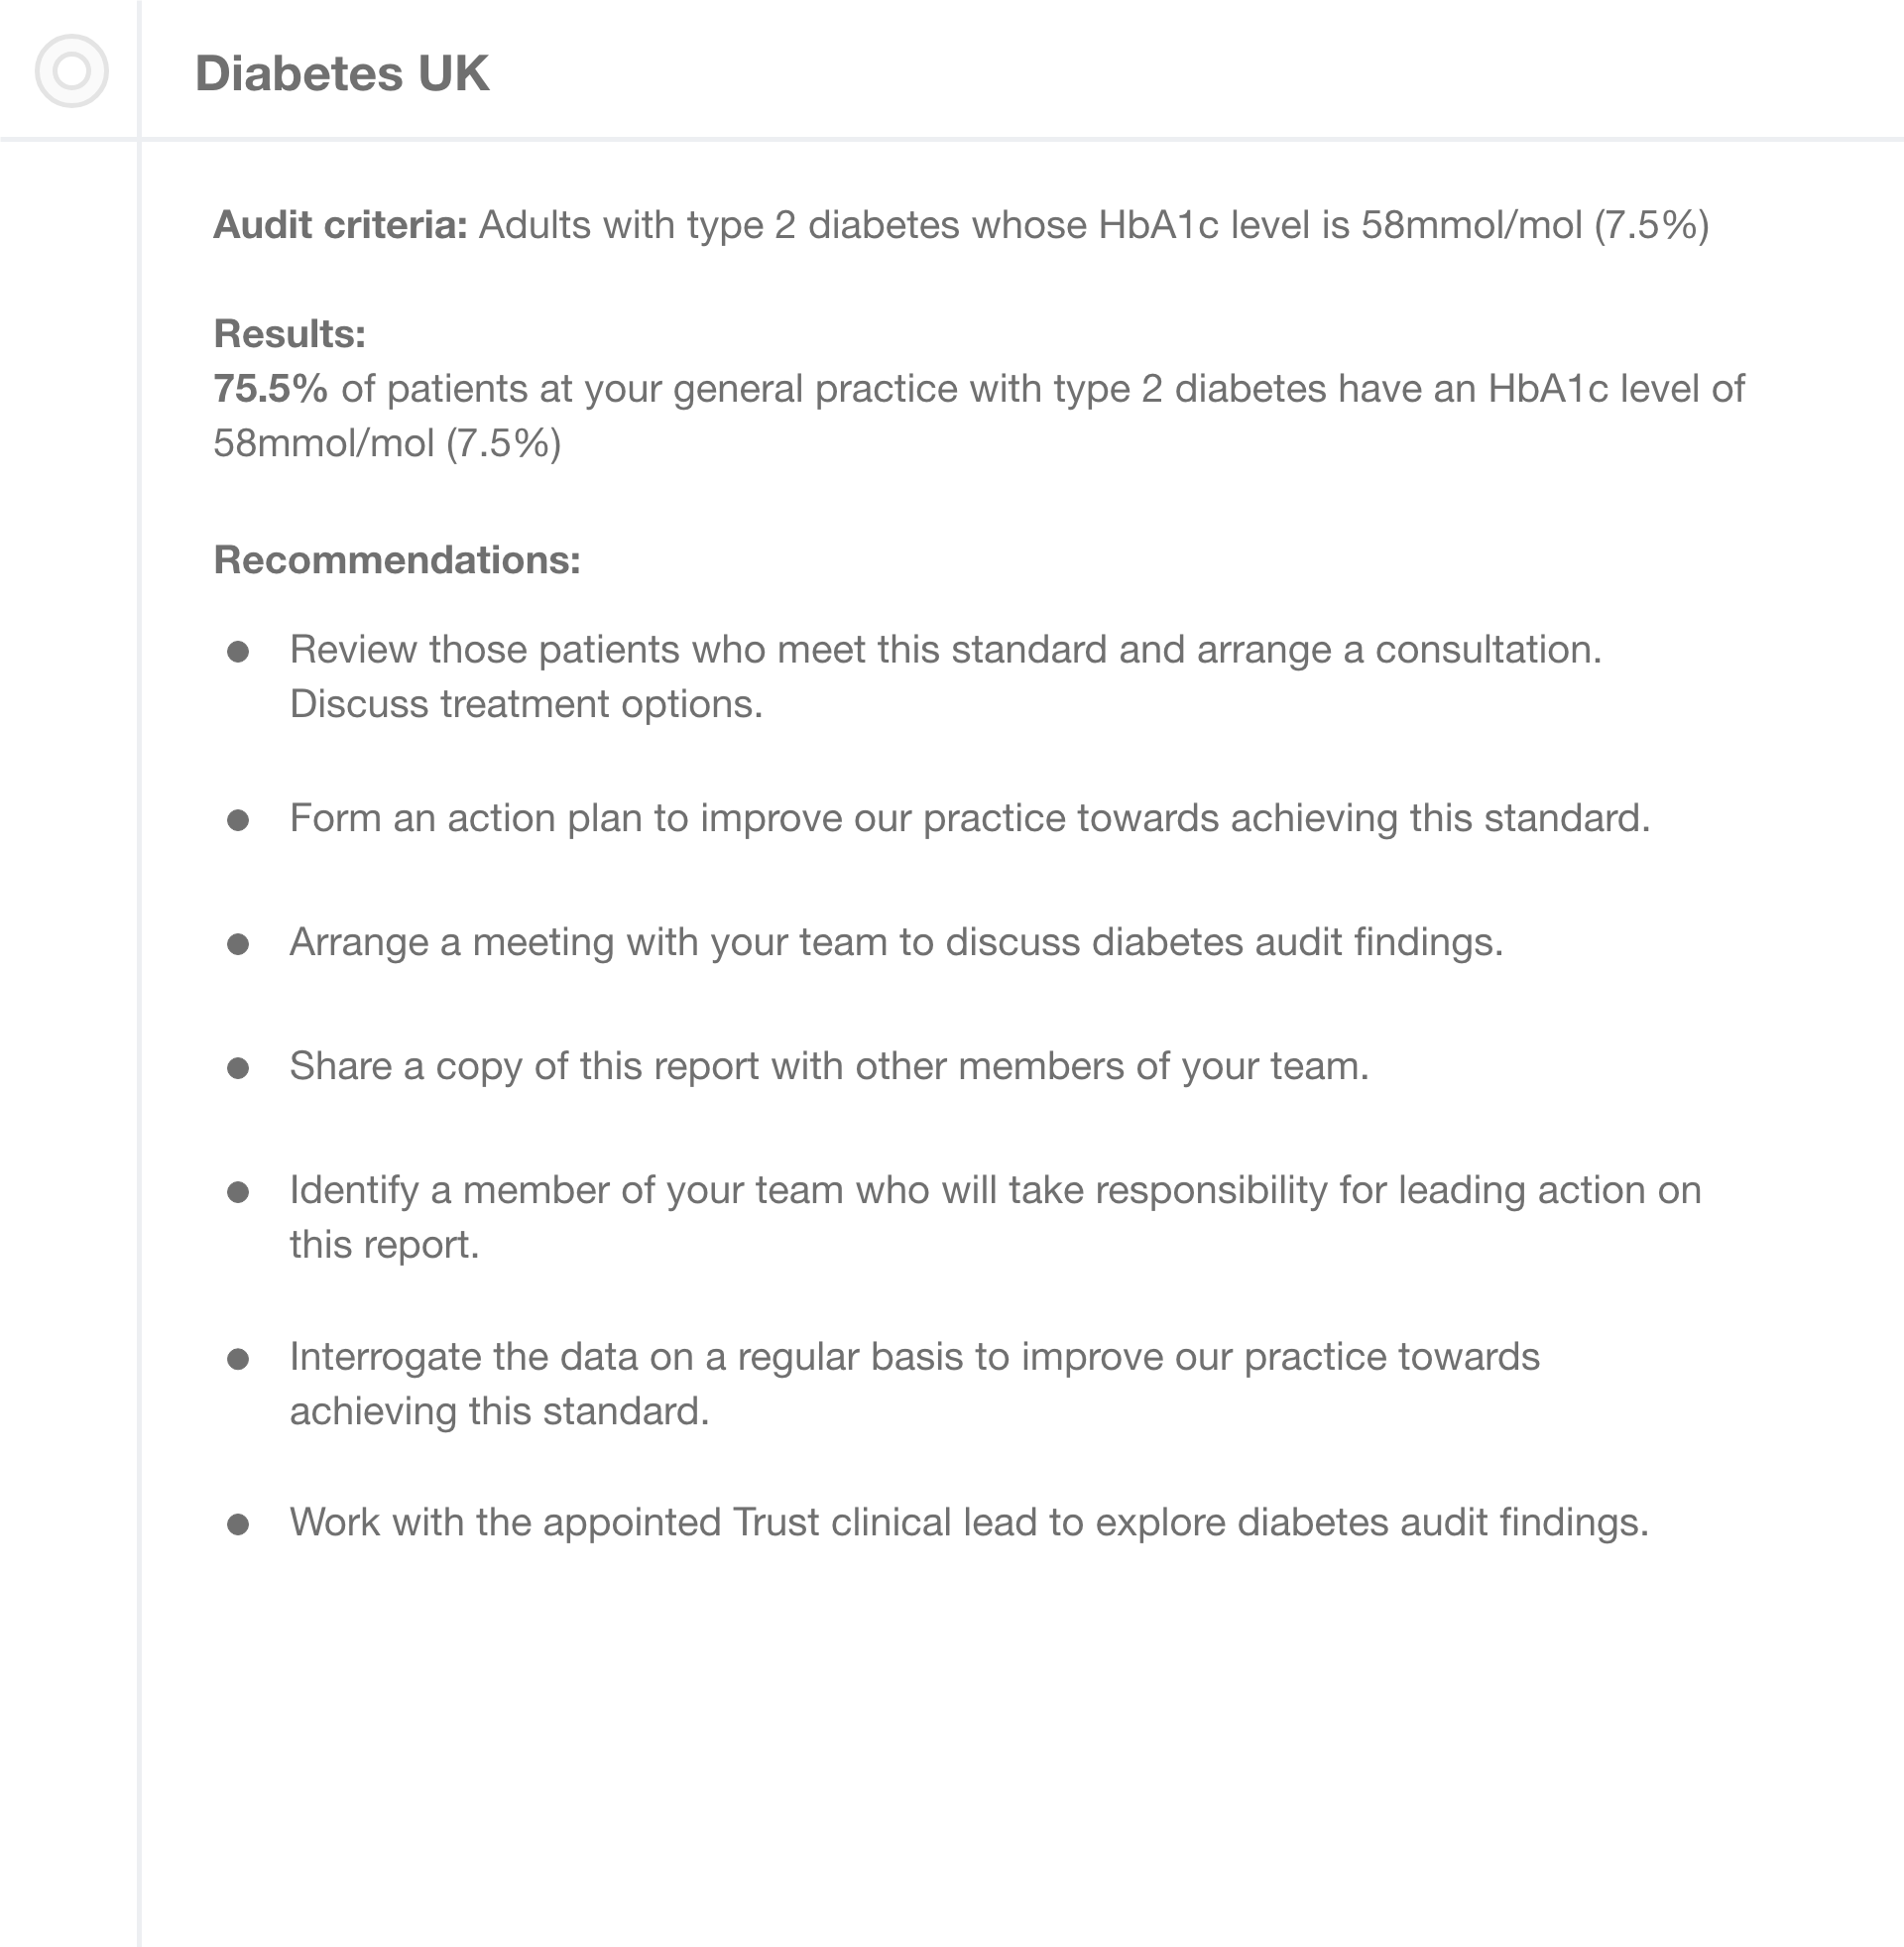 Diabetes UK
Audit criteria: Adults with type 2 diabetes whose HbA1c level is 58mmol/mol (7.5%)
Results:
75.5% of patients at your general practice with type 2 diabetes have an HbA1c level of
58mmol/mol (7.5%)
Recommendations:
● Review those patients who meet this standard and arrange a consultation.
Discuss treatment options.
● Form an action plan to improve our practice towards achieving this standard.
● Arrange a meeting with your team to discuss diabetes audit findings.
● Share a copy of this report with other members of your team.
● Identify a member of your team who will take responsibility for leading action on
this report.
● Interrogate the data on a regular basis to improve our practice towards
achieving this standard.
● Work with the appointed Trust clinical lead to explore diabetes audit findings.